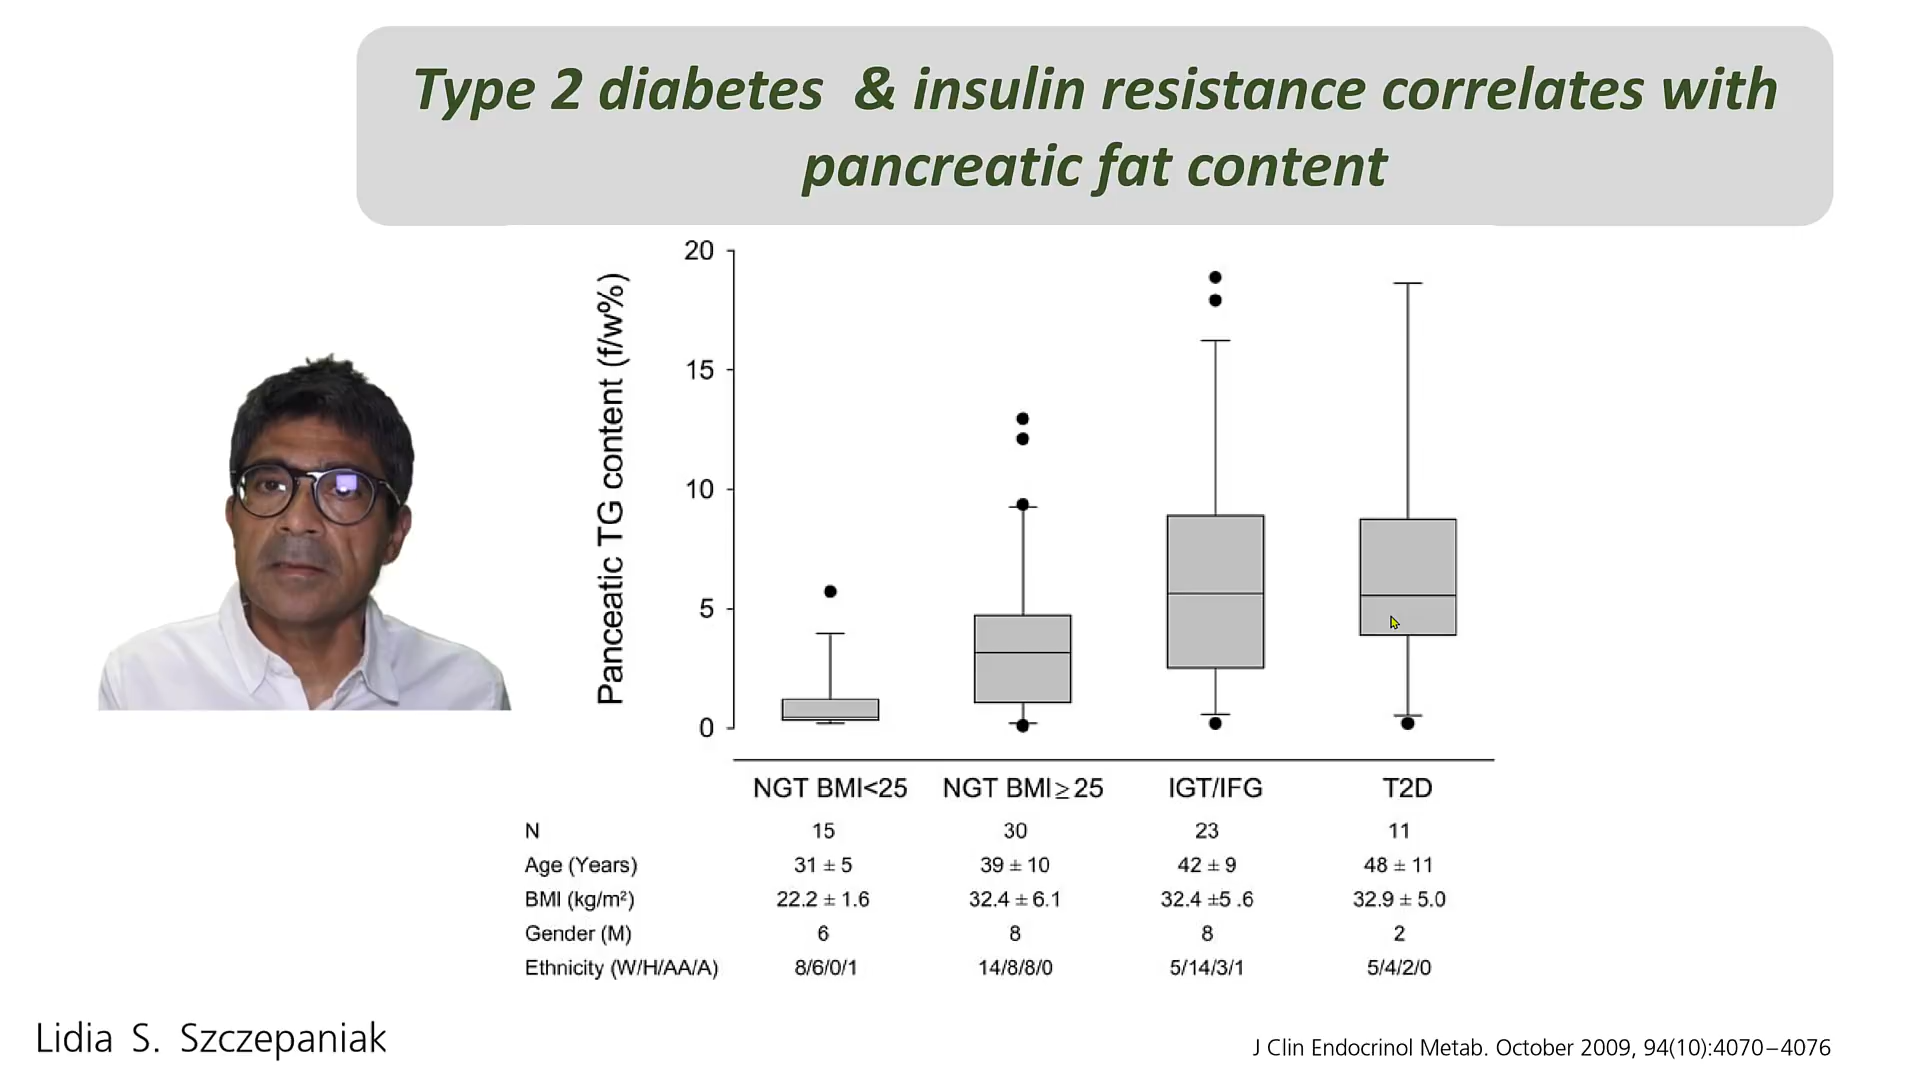 Type 2 diabetes & insulin resistance correlates with
pancreatic fat content
Panceatic TG content (f/w%)
20
15
10
5
0
NGT BMI<25 NGT BMI≥25 IGT/IFG T2D
N 15 30 23 11
Age (Years) 31 ± 5 39 ± 10 42 ± 9 48 ± 11
BMI (kg/m²) 22.2 ± 1.6 32.4 ± 6.1 32.4 ±5 .6 32.9 ± 5.0
Gender (M) 6 8 8 2
Ethnicity (W/H/AA/A) 8/6/0/1 14/8/8/0 5/14/3/1 5/4/2/0
Lidia S. Szczepaniak
J Clin Endocrinol Metab. October 2009, 94(10):4070–4076